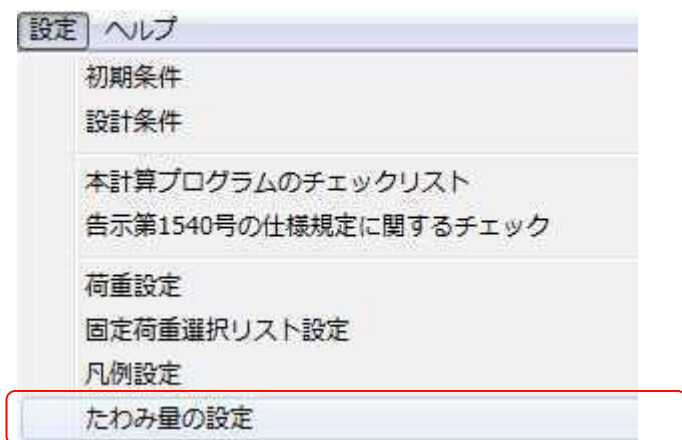 設定 ヘルプ
初期条件
設計条件
本計算プログラムのチェックリスト
告示第1540号の仕様規定に関するチェック
荷重設定
固定荷重選択リスト設定
凡例設定
たわみ量の設定